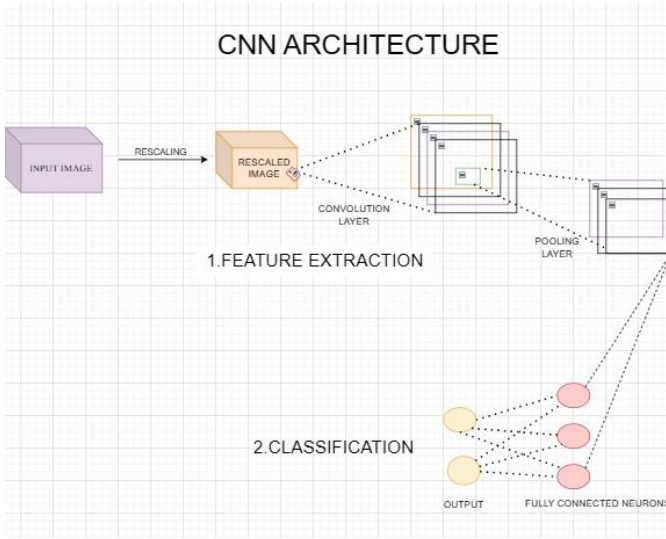 CNN ARCHITECTURE
INPUT IMAGE
RESCALING
RESCALED
IMAGE
CONVOLUTION
LAYER
POOLING
LAYER
1.FEATURE EXTRACTION
2.CLASSIFICATION
OUTPUT
FULLY CONNECTED NEURONS